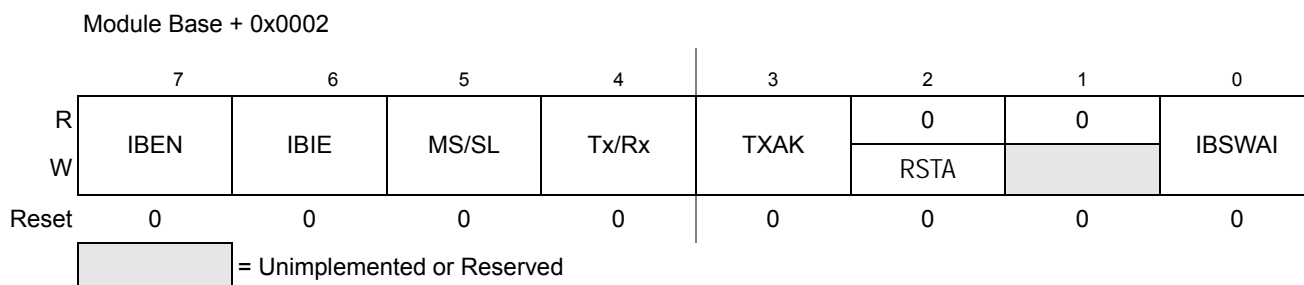 Module Base + 0x0002
7 6 5 4 3 2 1 0
R IBEN IBIE MS/SL Tx/Rx TXAK 0 0 IBSWAI
W RSTA
Reset 0 0 0 0 0 0 0 0
= Unimplemented or Reserved